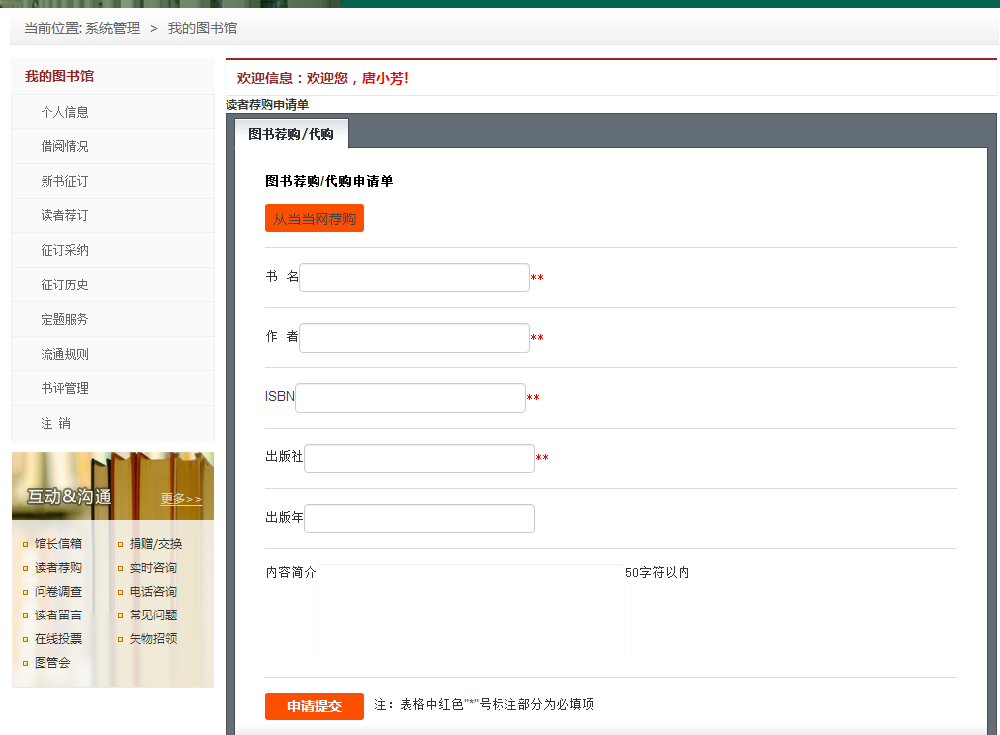 当前位置: 系统管理 > 我的图书馆
我的图书馆
个人信息
借阅情况
新书征订
读者荐订
征订采纳
征订历史
定题服务
流通规则
书评管理
注 销
互动&沟通 更多>>
馆长信箱 捐赠/交换
读者荐购 实时咨询
问卷调查 电话咨询
读者留言 常见问题
在线投票 失物招领
图管会
欢迎信息：欢迎您，唐小芳!
读者荐购申请单
图书荐购/代购
图书荐购/代购申请单
从当当网荐购
书 名 **
作 者 **
ISBN **
出版社 **
出版年
内容简介 50字符以内
申请提交 注：表格中红色"*"号标注部分为必填项